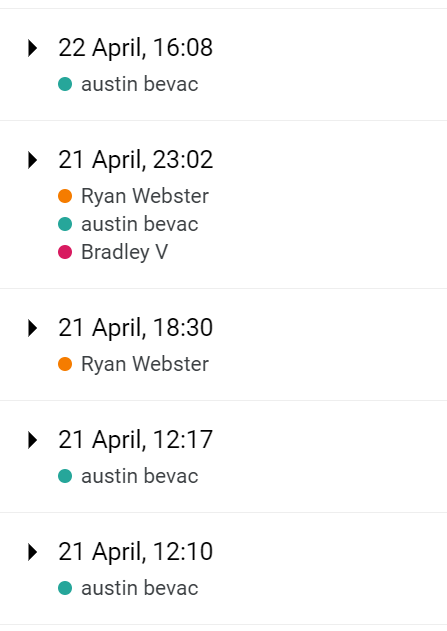 22 April, 16:08
austin bevac
21 April, 23:02
Ryan Webster
austin bevac
Bradley V
21 April, 18:30
Ryan Webster
21 April, 12:17
austin bevac
21 April, 12:10
austin bevac